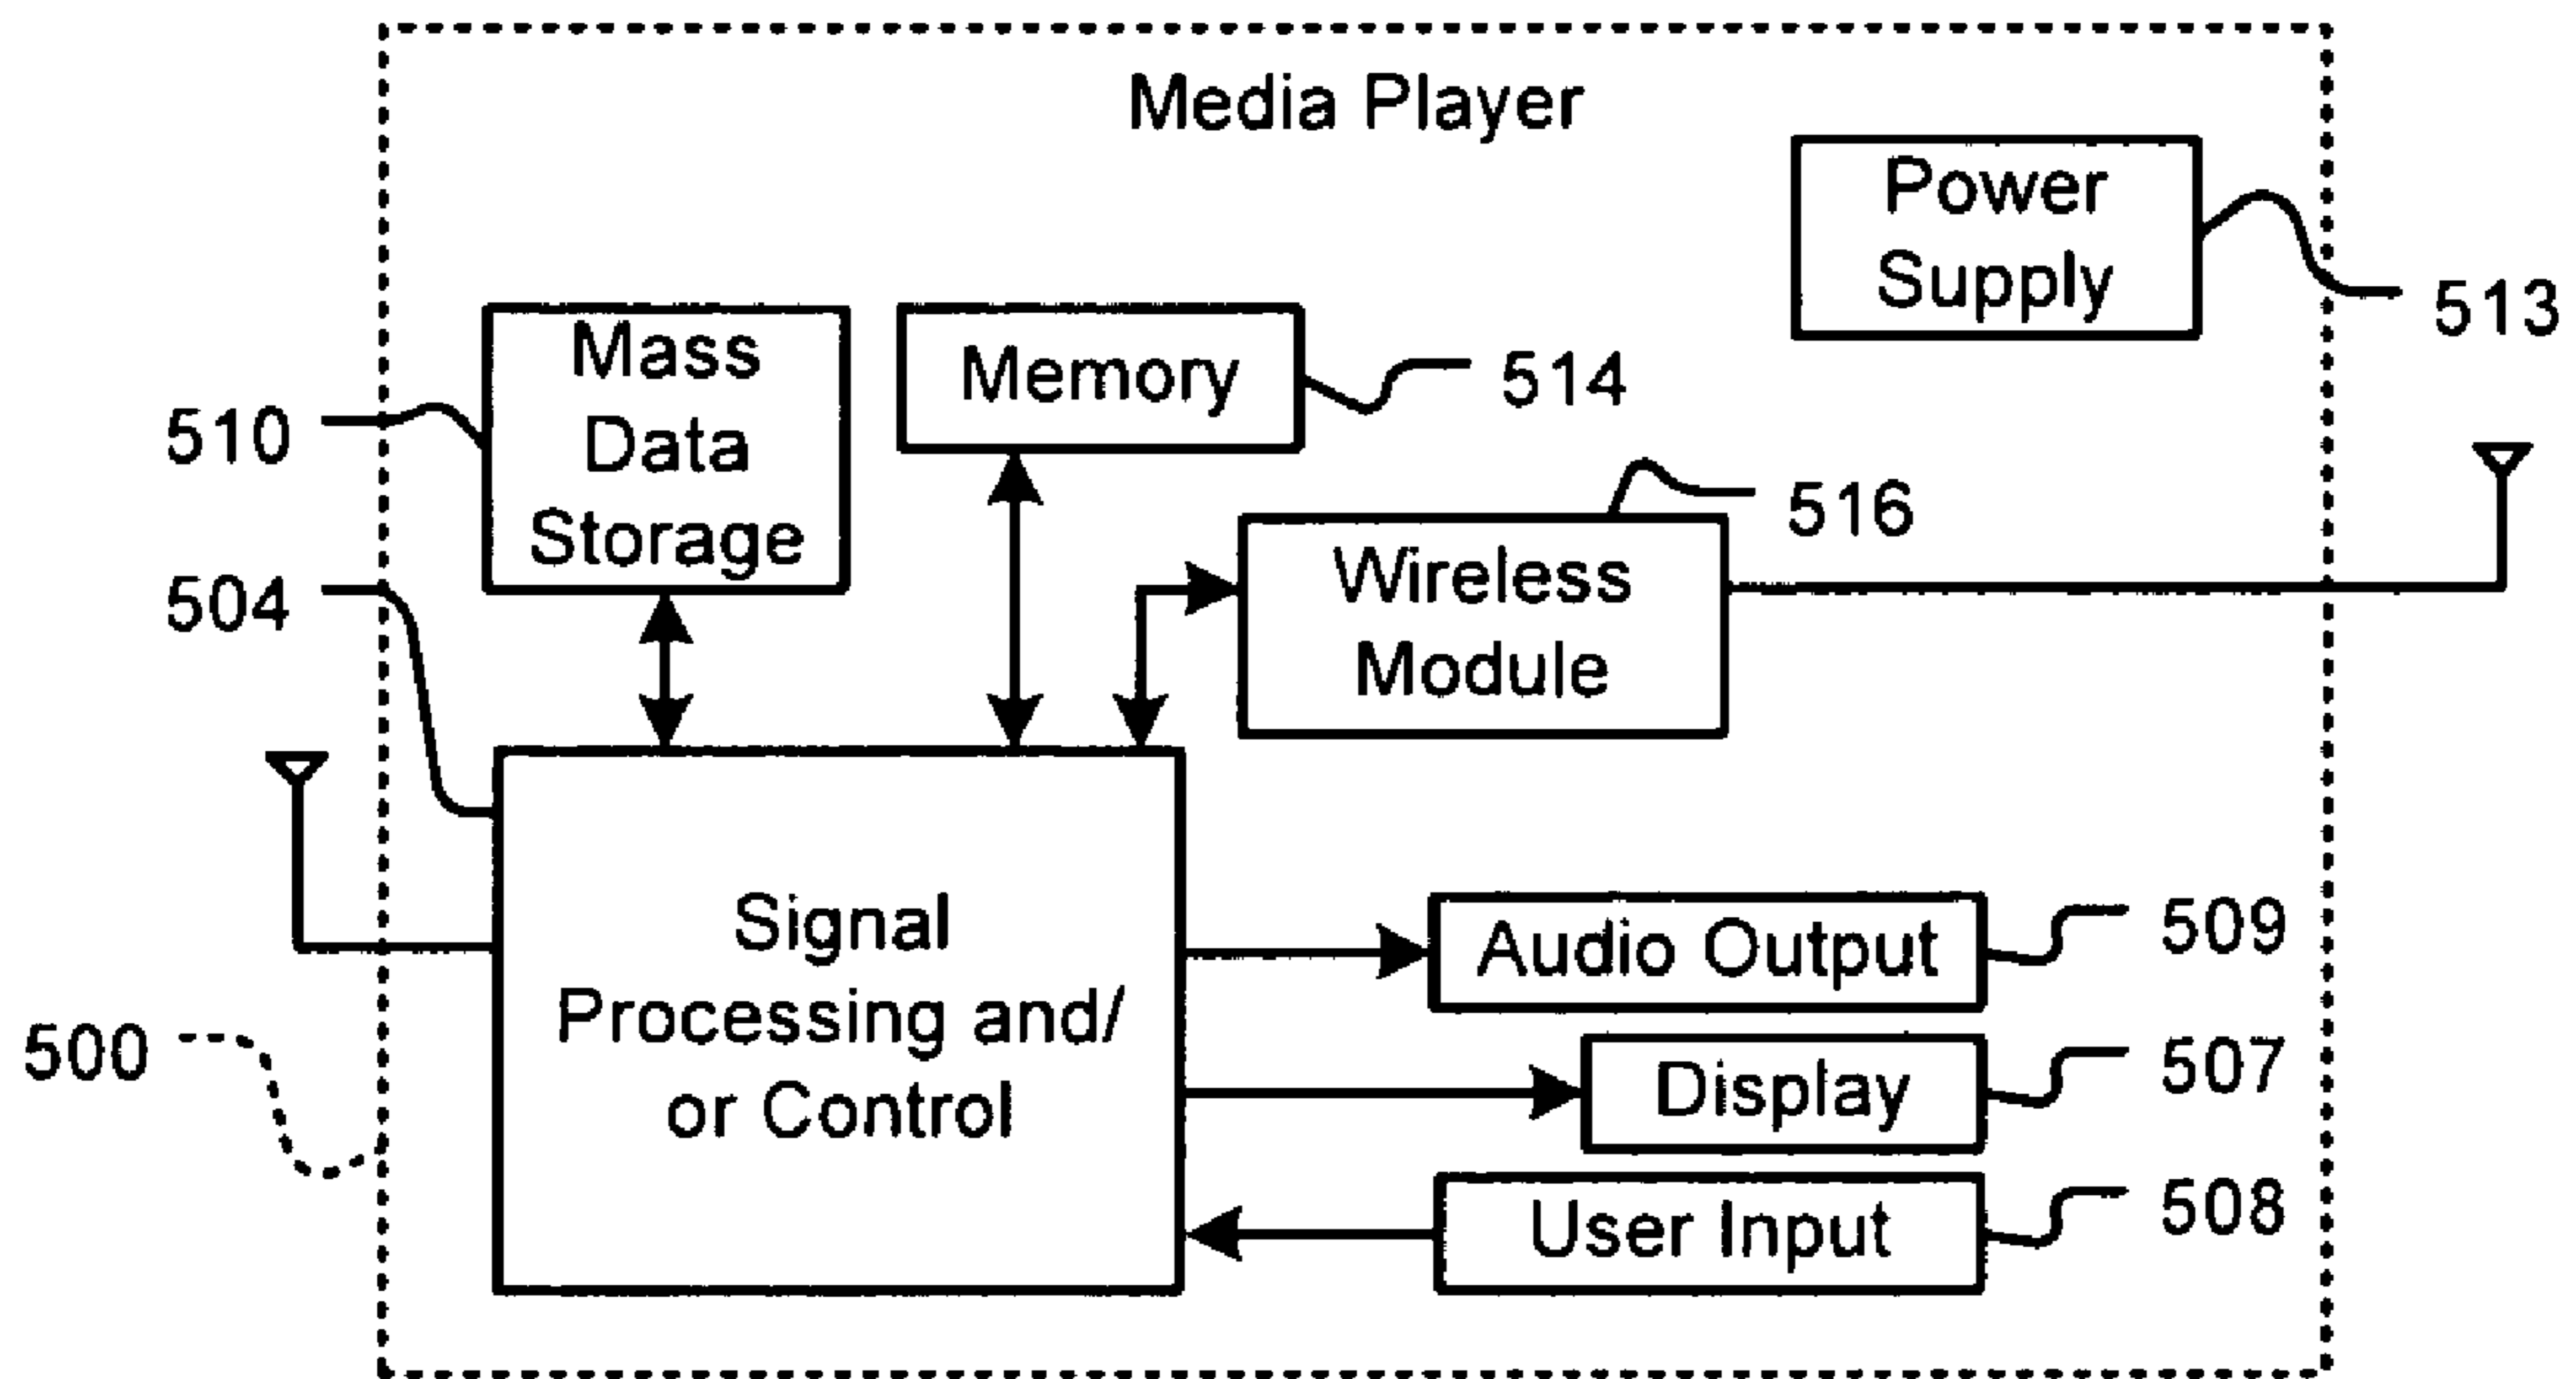 Media Player
Power
Supply
513
Mass
Data
Storage
510
Memory
514
516
Wireless
Module
504
Signal
Processing and/
or Control
500
Audio Output
509
Display
507
User Input
508